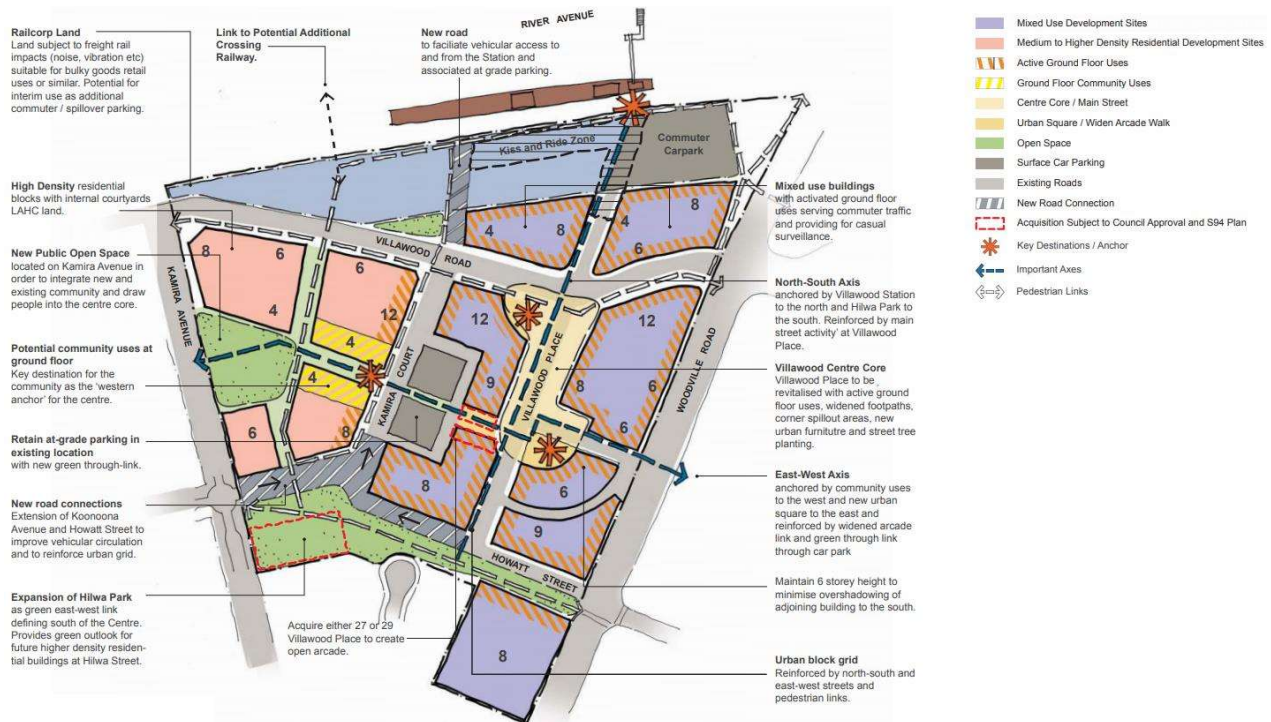 Railcorp Land
Land subject to freight rail
impacts (noise, vibration etc)
suitable for bulky goods retail
uses or similar. Potential for
interim use as additional
commuter / spillover parking.
Link to Potential Additional
Crossing
Railway.
New road
to faciliate vehicular access to
and from the Station and
associated at grade parking.
RIVER AVENUE
Kiss and Ride Zone
Commuter
Carpark
High Density residential
blocks with internal courtyards
LAHC land.
New Public Open Space
located on Kamira Avenue in
order to integrate new and
existing community and draw
people into the centre core.
Potential community uses at
ground floor
Key destination for the
community as the 'western
anchor' for the centre.
Retain at-grade parking in
existing location
with new green through-link.
New road connections
Extension of Koonoona
Avenue and Howatt Street to
improve vehicular circulation
and to reinforce urban grid.
Expansion of Hilwa Park
as green east-west link
defining south of the Centre.
Provides green outlook for
future higher density residen-
tial buildings at Hilwa Street.
Acquire either 27 or 29
Villawood Place to create
open arcade.
KAMIRA AVENUE
VILLAWOOD ROAD
KAMIRA COURT
VILLAWOOD PLACE
WOODVILLE ROAD
HOWATT STREET
4
8
4
8
6
8
6
4
6
12
4
4
6
8
12
9
8
12
8
6
6
6
9
8
Mixed use buildings
with activated ground floor
uses serving commuter traffic
and providing for casual
surveillance.
North-South Axis
anchored by Villawood Station
to the north and Hilwa Park to
the south. Reinforced by main
street activity' at Villawood
Place.
Villawood Centre Core
Villawood Place to be
revitalised with active ground
floor uses, widened footpaths,
corner spillout areas, new
urban furnitutre and street tree
planting.
East-West Axis
anchored by community uses
to the west and new urban
square to the east and
reinforced by widened arcade
link and green through link
through car park
Maintain 6 storey height to
minimise overshadowing of
adjoining building to the south.
Urban block grid
Reinforced by north-south and
east-west streets and
pedestrian links.
Mixed Use Development Sites
Medium to Higher Density Residential Development Sites
Active Ground Floor Uses
Ground Floor Community Uses
Centre Core / Main Street
Urban Square / Widen Arcade Walk
Open Space
Surface Car Parking
Existing Roads
New Road Connection
Acquisition Subject to Council Approval and S94 Plan
Key Destinations / Anchor
Important Axes
Pedestrian Links